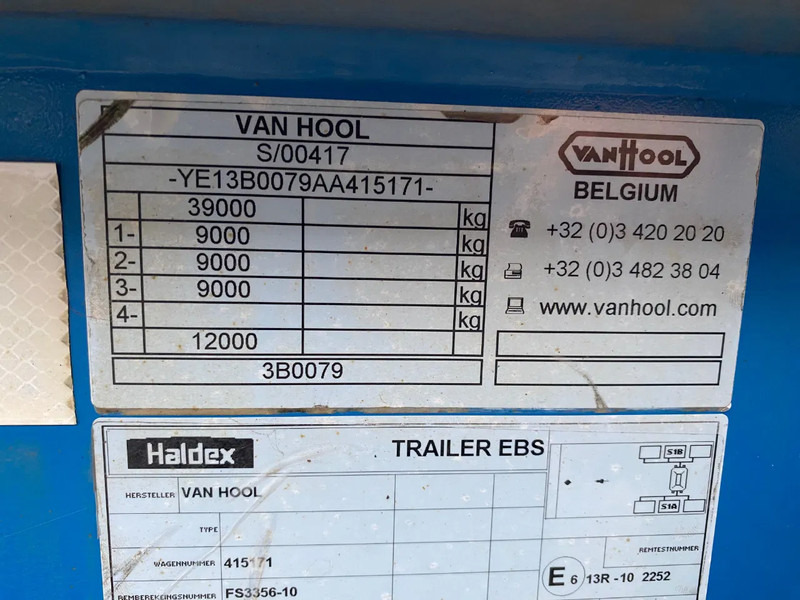 VAN HOOL
S/00417
-YE13B0079AA415171-
39000 kg
1- 9000 kg
2- 9000 kg
3- 9000 kg
4- kg
12000
3B0079
VANHOOL
BELGIUM
+32 (0)3 420 20 20
+32 (0)3 482 38 04
www.vanhool.com
Haldex
TRAILER EBS
S1B
S1A
HERSTELLER VAN HOOL
TYPE
WAGENNUMMER 415171
REMTESTNUMMER
REMBEREKENINGSNUMMER FS3356-10
E 6 13R-10 2252